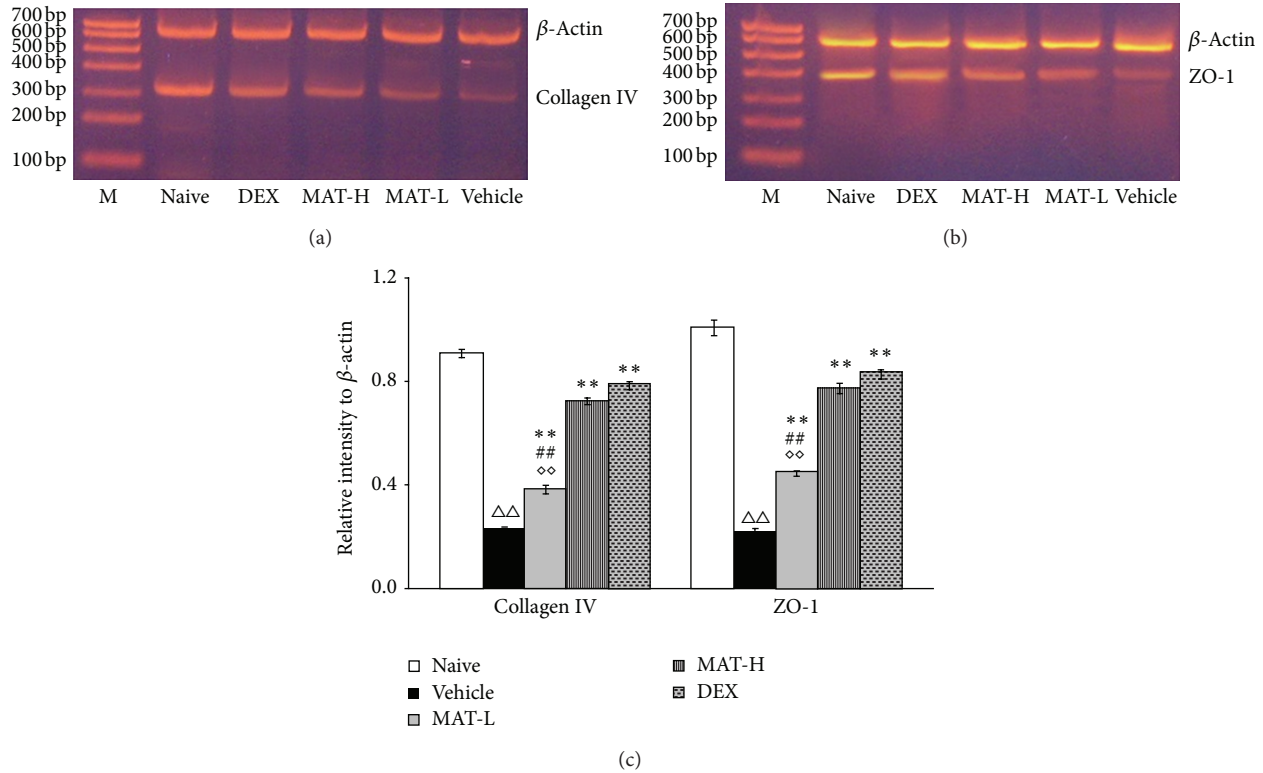 700 bp
600 bp
500 bp
400 bp
300 bp
200 bp
100 bp
β-Actin
Collagen IV
M Naive DEX MAT-H MAT-L Vehicle
(a)
700 bp
600 bp
500 bp
400 bp
300 bp
200 bp
100 bp
β-Actin
ZO-1
M Naive DEX MAT-H MAT-L Vehicle
(b)
Relative intensity to β-actin
1.2
0.8
0.4
0.0
△△
**
##
⋄⋄
**
**
△△
**
##
⋄⋄
**
**
Collagen IV ZO-1
Naive
Vehicle
MAT-L
MAT-H
DEX
(c)